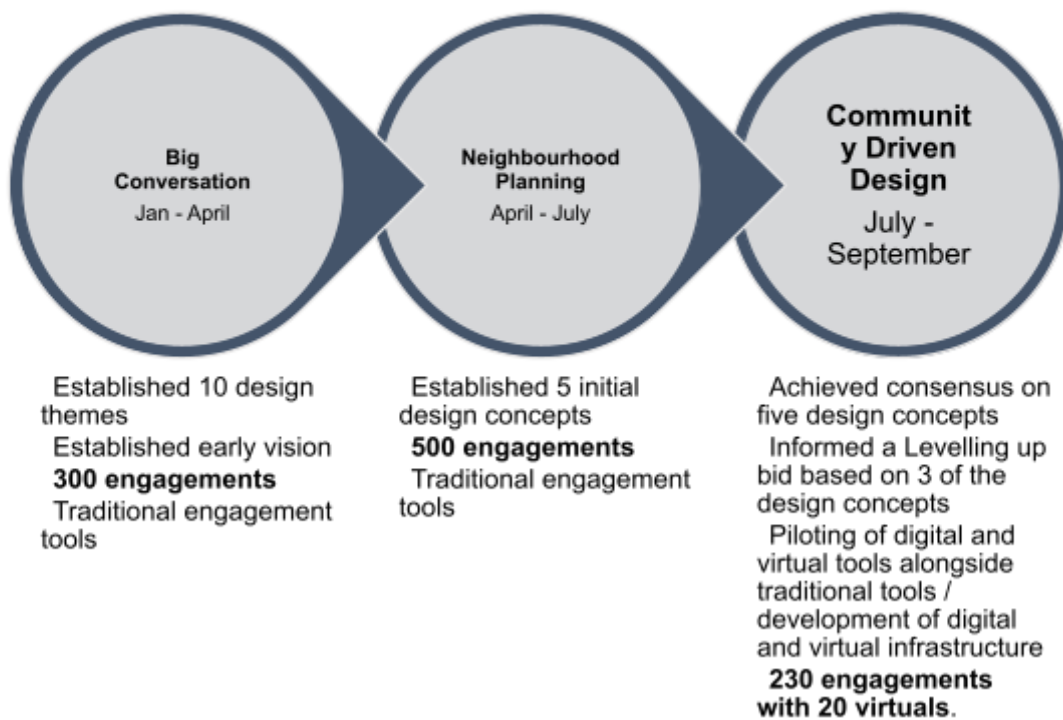 Big
Conversation
Jan - April
Neighbourhood
Planning
April - July
Communit
y Driven
Design
July -
September
Established 10 design
themes
Established early vision
300 engagements
Traditional engagement
tools
Established 5 initial
design concepts
500 engagements
Traditional engagement
tools
Achieved consensus on
five design concepts
Informed a Levelling up
bid based on 3 of the
design concepts
Piloting of digital and
virtual tools alongside
traditional tools /
development of digital
and virtual infrastructure
230 engagements
with 20 virtuals.